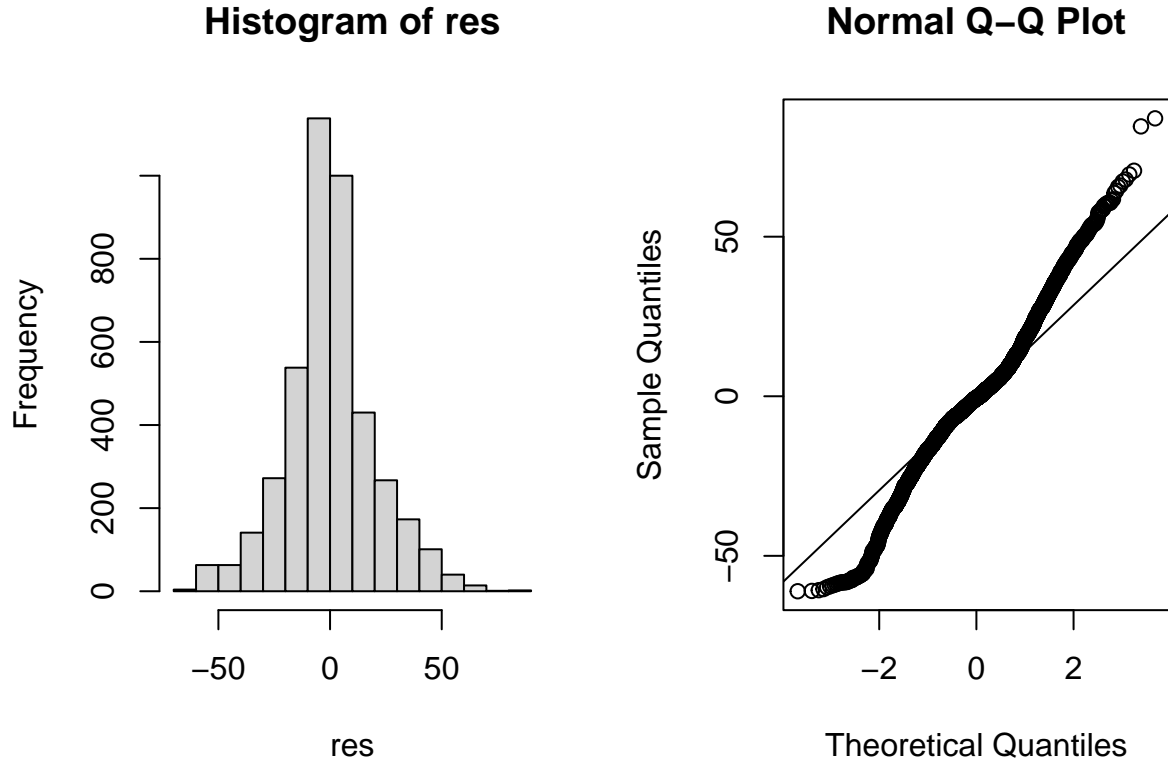 Histogram of res
Frequency
0
200
400
600
800
−50
0
50
res
Normal Q−Q Plot
Sample Quantiles
−50
0
50
−2
0
2
Theoretical Quantiles